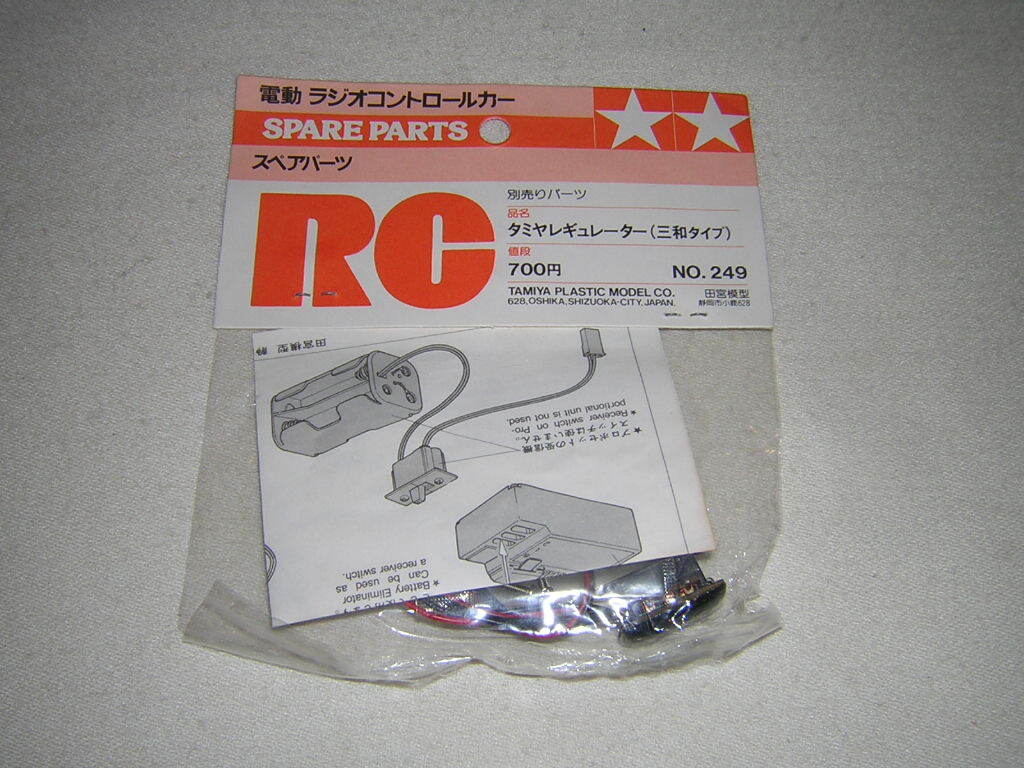 電動 ラジオコントロールカー
SPARE PARTS
スペアパーツ
RC
別売りパーツ
品名
タミヤレギュレーター(三和タイプ)
値段
700円 NO. 249
TAMIYA PLASTIC MODEL CO. 田宮模型
628, OSHIKA, SHIZUOKA-CITY, JAPAN. 静岡市小鹿628
田宮模型 静
★プロポセットの受信機
スイッチは使いません。
★Receiver switch on Pro-
portional unit is not used.
★Battery Eliminator
Can be used as
a receiver switch.